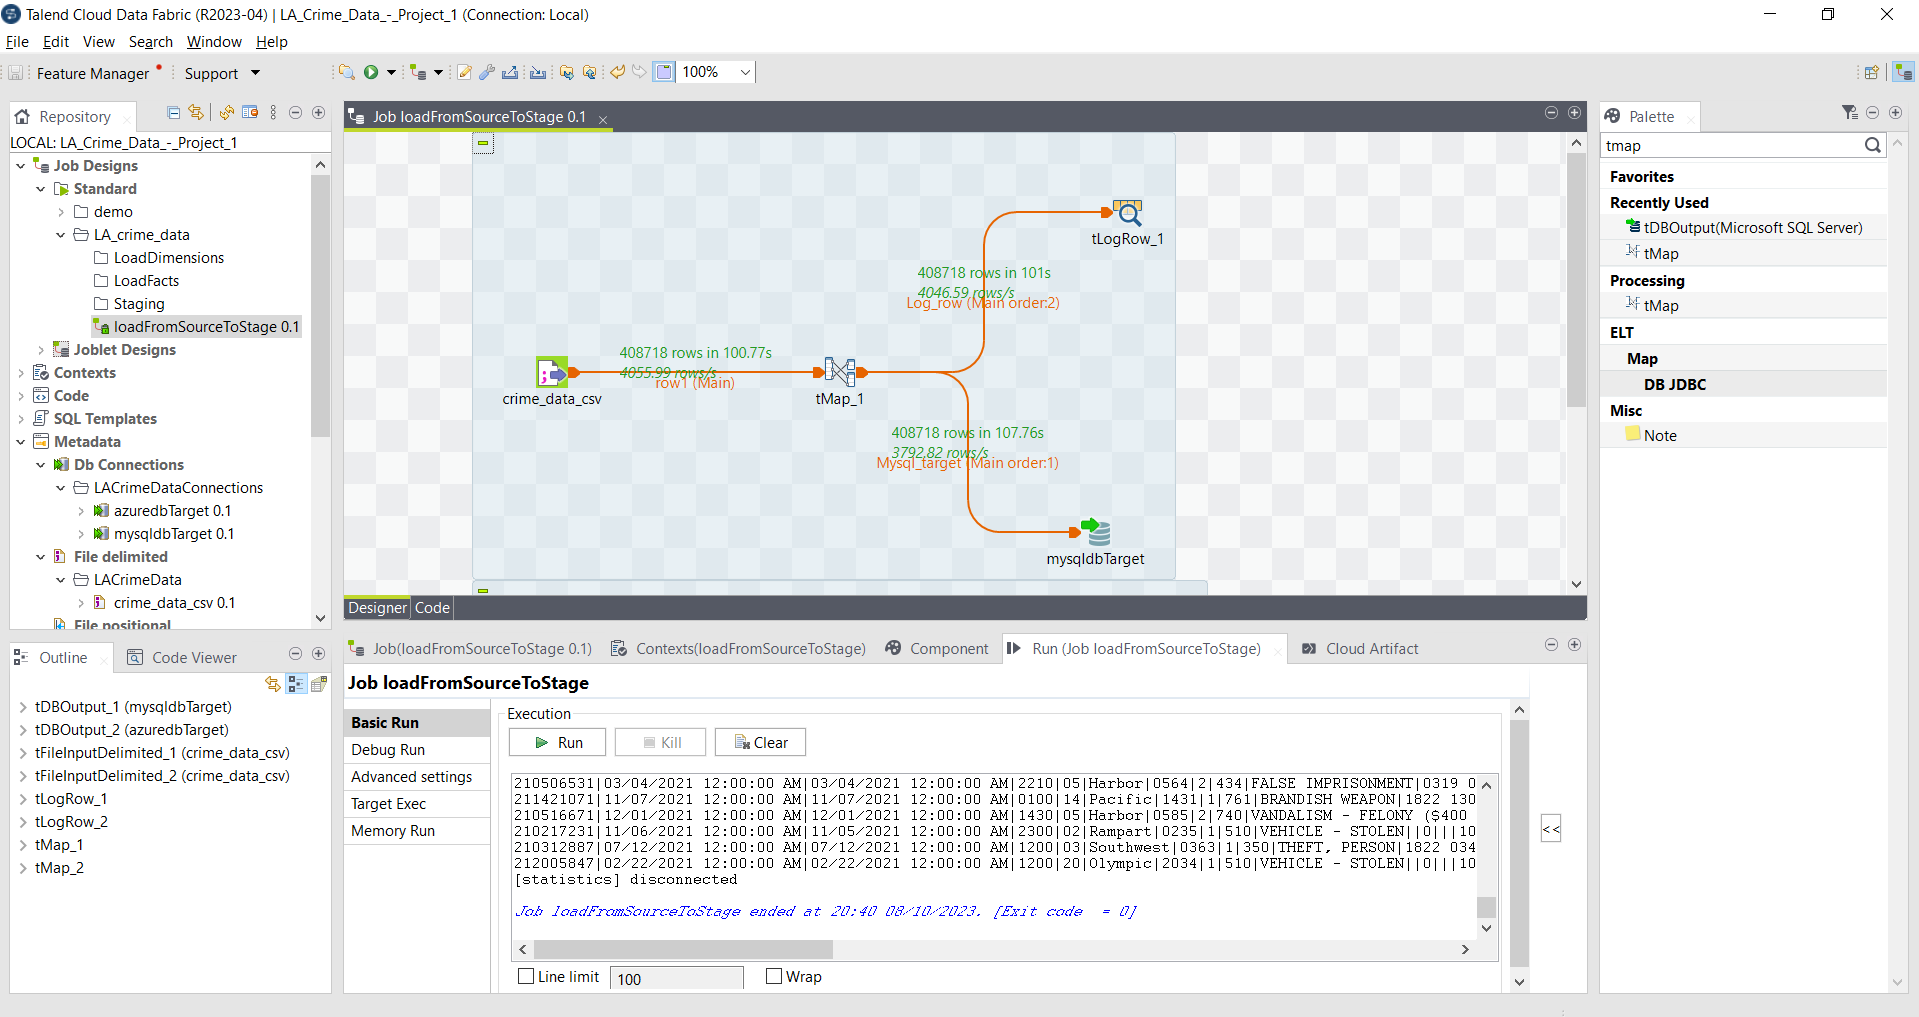 Talend Cloud Data Fabric (R2023-04) | LA_Crime_Data_-_Project_1 (Connection: Local)
File Edit View Search Window Help
Feature Manager Support 100%
Repository
LOCAL: LA_Crime_Data_-_Project_1
Job Designs
Standard
demo
LA_crime_data
LoadDimensions
LoadFacts
Staging
loadFromSourceToStage 0.1
Joblet Designs
Contexts
Code
SQL Templates
Metadata
Db Connections
LACrimeDataConnections
azuredbTarget 0.1
mysqldbTarget 0.1
File delimited
LACrimeData
crime_data_csv 0.1
File positional
Job loadFromSourceToStage 0.1
tLogRow_1
408718 rows in 101s
4046.59 rows/s
Log_row (Main order:2)
408718 rows in 100.77s
4055.99 rows/s
row1 (Main)
crime_data_csv
tMap_1
408718 rows in 107.76s
3792.82 rows/s
Mysql_target (Main order:1)
mysqldbTarget
Designer Code
Palette
tmap
Favorites
Recently Used
tDBOutput(Microsoft SQL Server)
tMap
Processing
tMap
ELT
Map
DB JDBC
Misc
Note
Outline Code Viewer
tDBOutput_1 (mysqldbTarget)
tDBOutput_2 (azuredbTarget)
tFileInputDelimited_1 (crime_data_csv)
tFileInputDelimited_2 (crime_data_csv)
tLogRow_1
tLogRow_2
tMap_1
tMap_2
Job(loadFromSourceToStage 0.1) Contexts(loadFromSourceToStage) Component Run (Job loadFromSourceToStage) Cloud Artifact
Job loadFromSourceToStage
Basic Run
Debug Run
Advanced settings
Target Exec
Memory Run
Execution
Run Kill Clear
210506531|03/04/2021 12:00:00 AM|03/04/2021 12:00:00 AM|2210|05|Harbor|0564|2|434|FALSE IMPRISONMENT|0319 0
211421071|11/07/2021 12:00:00 AM|11/07/2021 12:00:00 AM|0100|14|Pacific|1431|1|761|BRANDISH WEAPON|1822 130
210516671|12/01/2021 12:00:00 AM|12/01/2021 12:00:00 AM|1430|05|Harbor|0585|2|740|VANDALISM - FELONY ($400
210217231|11/06/2021 12:00:00 AM|11/05/2021 12:00:00 AM|2300|02|Rampart|0235|1|510|VEHICLE - STOLEN||0|||10
210312887|07/12/2021 12:00:00 AM|07/12/2021 12:00:00 AM|1200|03|Southwest|0363|1|350|THEFT, PERSON|1822 034
212005847|02/22/2021 12:00:00 AM|02/22/2021 12:00:00 AM|1200|20|Olympic|2034|1|510|VEHICLE - STOLEN||0|||10
[statistics] disconnected
Job loadFromSourceToStage ended at 20:40 08/10/2023. [Exit code = 0]
Line limit 100 Wrap
<<